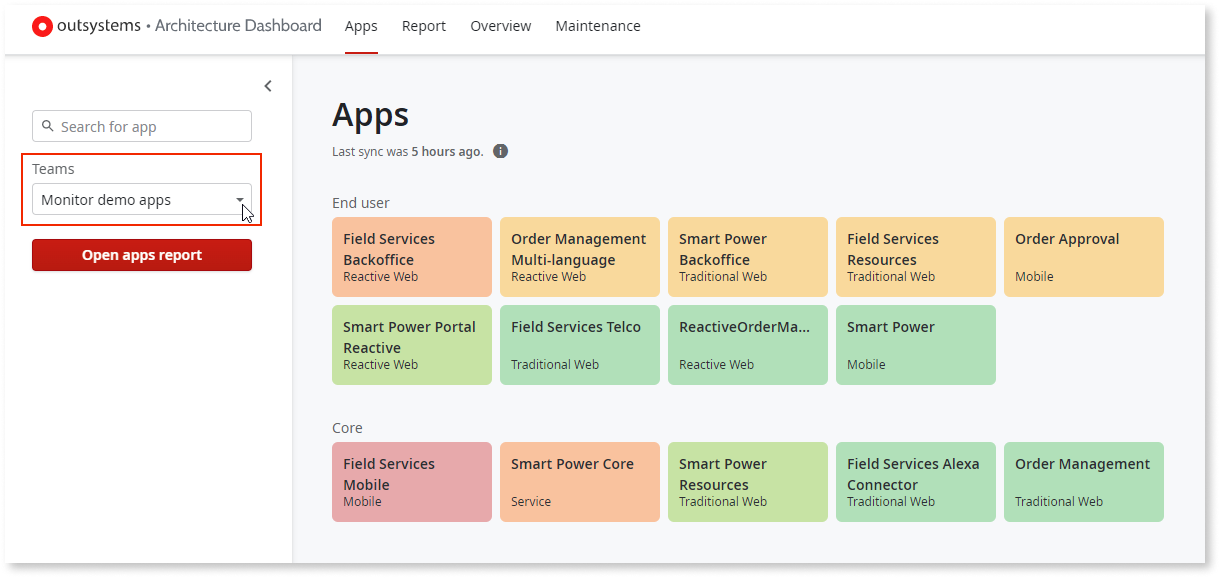 outsystems • Architecture Dashboard Apps Report Overview Maintenance
Search for app
Teams
Monitor demo apps
Open apps report
Apps
Last sync was 5 hours ago.
End user
Field Services
Backoffice
Reactive Web
Order Management
Multi-language
Reactive Web
Smart Power
Backoffice
Traditional Web
Field Services
Resources
Traditional Web
Order Approval
Mobile
Smart Power Portal
Reactive
Reactive Web
Field Services Telco
Traditional Web
ReactiveOrderMa...
Reactive Web
Smart Power
Mobile
Core
Field Services
Mobile
Mobile
Smart Power Core
Service
Smart Power
Resources
Traditional Web
Field Services Alexa
Connector
Traditional Web
Order Management
Traditional Web